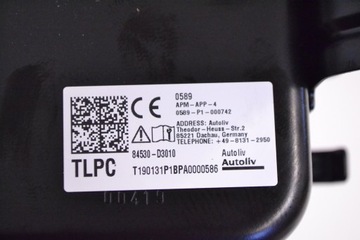 CE
0589
APM-APP-4
0589-P1-000742
ADDRESS: Autoliv
Theodor-Heuss-Str.2
85221 Dachau, Germany
TELEPHONE: +49-8131-2950
84530-D3010
TLPC
T190131P1BPA0000586
Autoliv
Autoliv